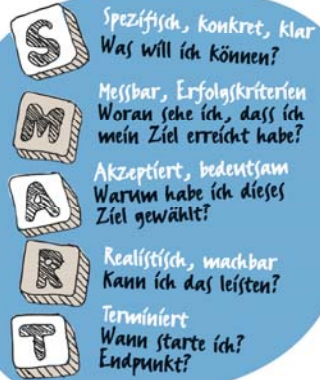 S
Spezifisch, konkret, klar
Was will ich können?
M
Messbar, Erfolgskriterien
Woran sehe ich, dass ich
mein Ziel erreicht habe?
A
Akzeptiert, bedeutsam
Warum habe ich dieses
Ziel gewählt?
R
Realistisch, machbar
Kann ich das leisten?
T
Terminiert
Wann starte ich?
Endpunkt?